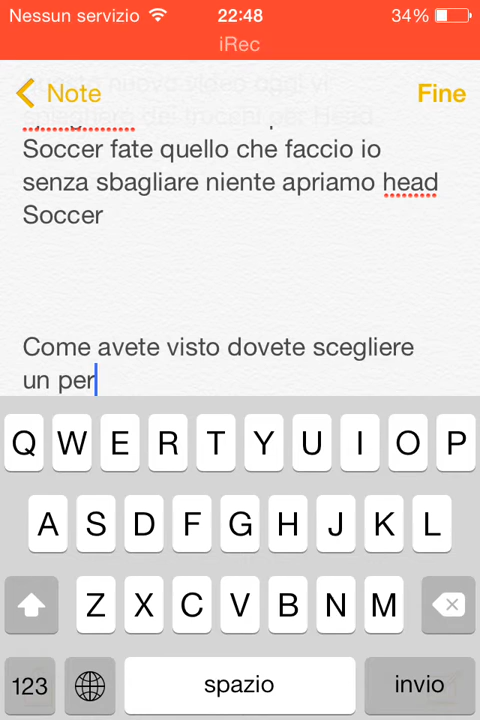 Nessun servizio 22:48 34%
iRec
Note Fine
Soccer fate quello che faccio io
senza sbagliare niente apriamo head
Soccer
Come avete visto dovete scegliere
un per
Q W E R T Y U I O P
A S D F G H J K L
Z X C V B N M
123 spazio invio